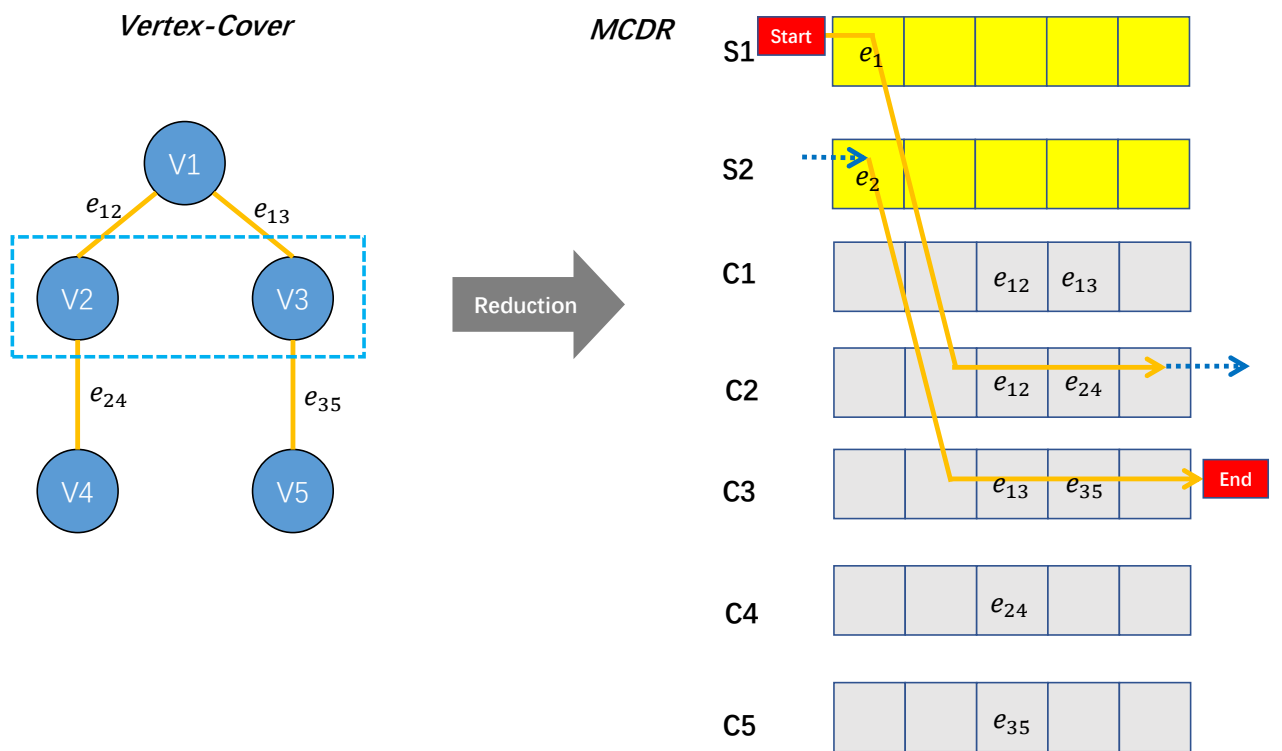 Vertex-Cover
V1
e₁₂
e₁₃
V2
V3
e₂₄
e₃₅
V4
V5
Reduction
MCDR
S1
Start
e₁
S2
e₂
C1
e₁₂ e₁₃
C2
e₁₂ e₂₄
C3
e₁₃ e₃₅
End
C4
e₂₄
C5
e₃₅